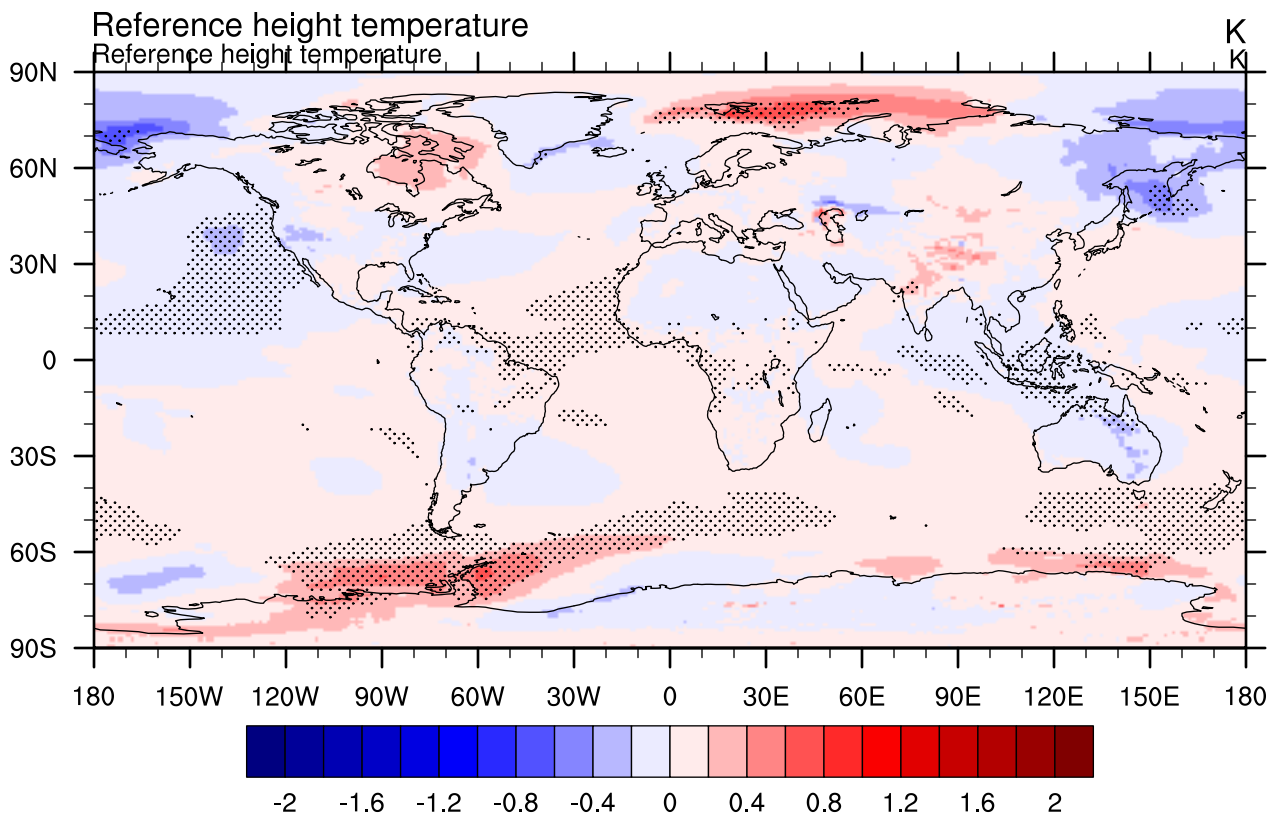 Reference height temperature
K
Reference height temperature
K
90N
60N
30N
0
30S
60S
90S
180 150W 120W 90W 60W 30W 0 30E 60E 90E 120E 150E 180
-2 -1.6 -1.2 -0.8 -0.4 0 0.4 0.8 1.2 1.6 2